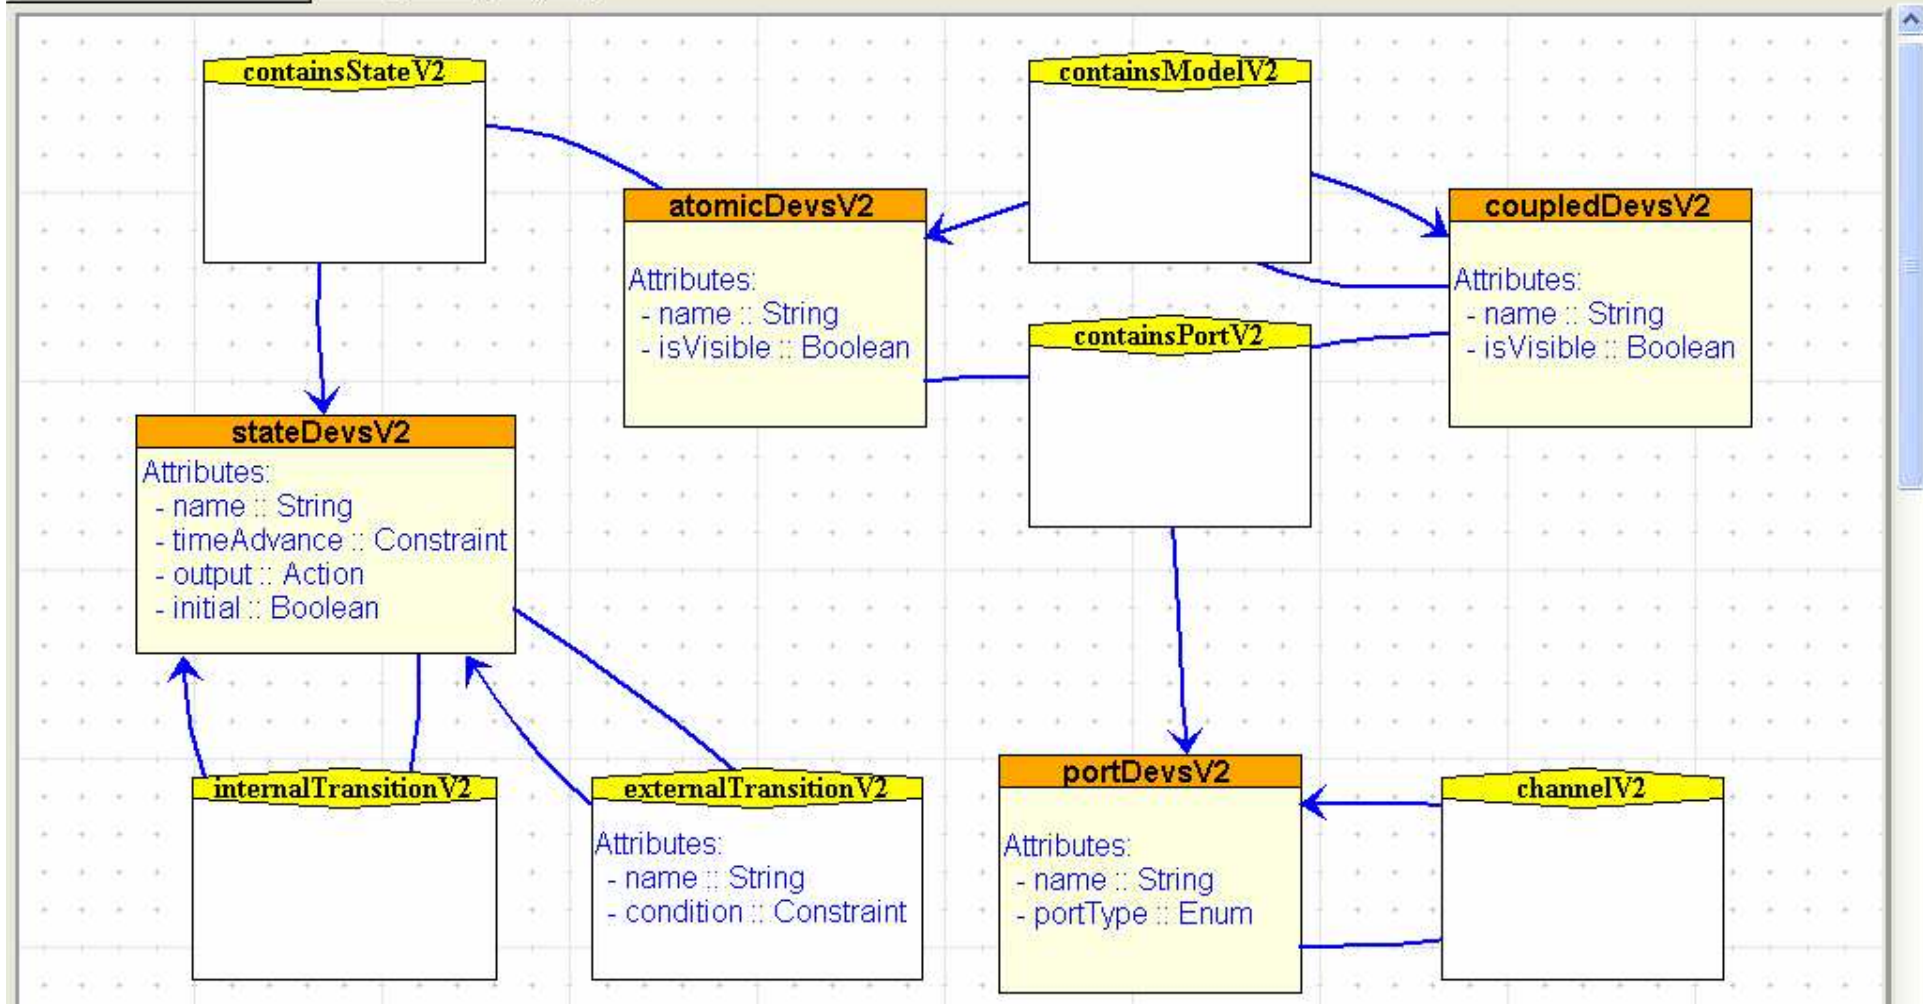 containsStateV2
containsModelV2
atomicDevsV2
Attributes:
- name :: String
- isVisible :: Boolean
coupledDevsV2
Attributes:
- name :: String
- isVisible :: Boolean
containsPortV2
stateDevsV2
Attributes:
- name :: String
- timeAdvance :: Constraint
- output :: Action
- initial :: Boolean
internalTransitionV2
externalTransitionV2
Attributes:
- name :: String
- condition :: Constraint
portDevsV2
Attributes:
- name :: String
- portType :: Enum
channelV2